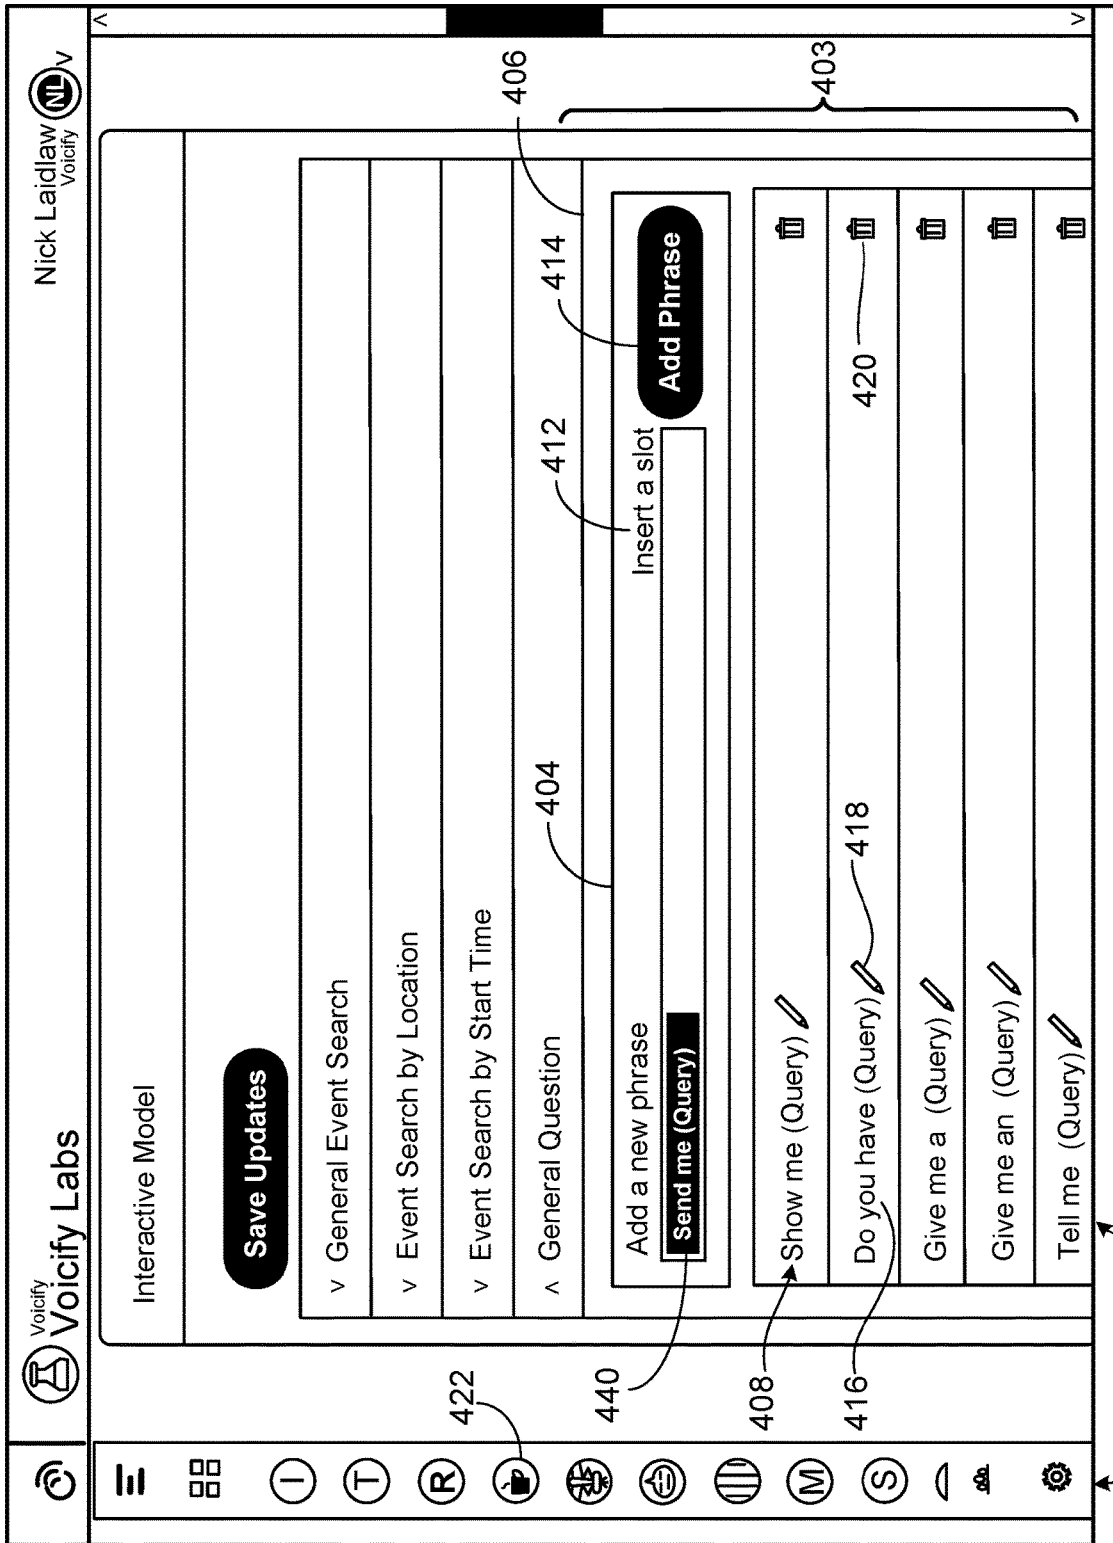 Voicify
Voicify Labs
Nick Laidlaw
Voicify
NL
v
I
T
R
M
S
422
Interactive Model
Save Updates
v General Event Search
v Event Search by Location
v Event Search by Start Time
^ General Question
406
404
412
414
Add a new phrase
Insert a slot
Send me (Query)
Add Phrase
440
403
408
Show me (Query)
416
Do you have (Query)
418
420
Give me a (Query)
Give me an (Query)
Tell me (Query)